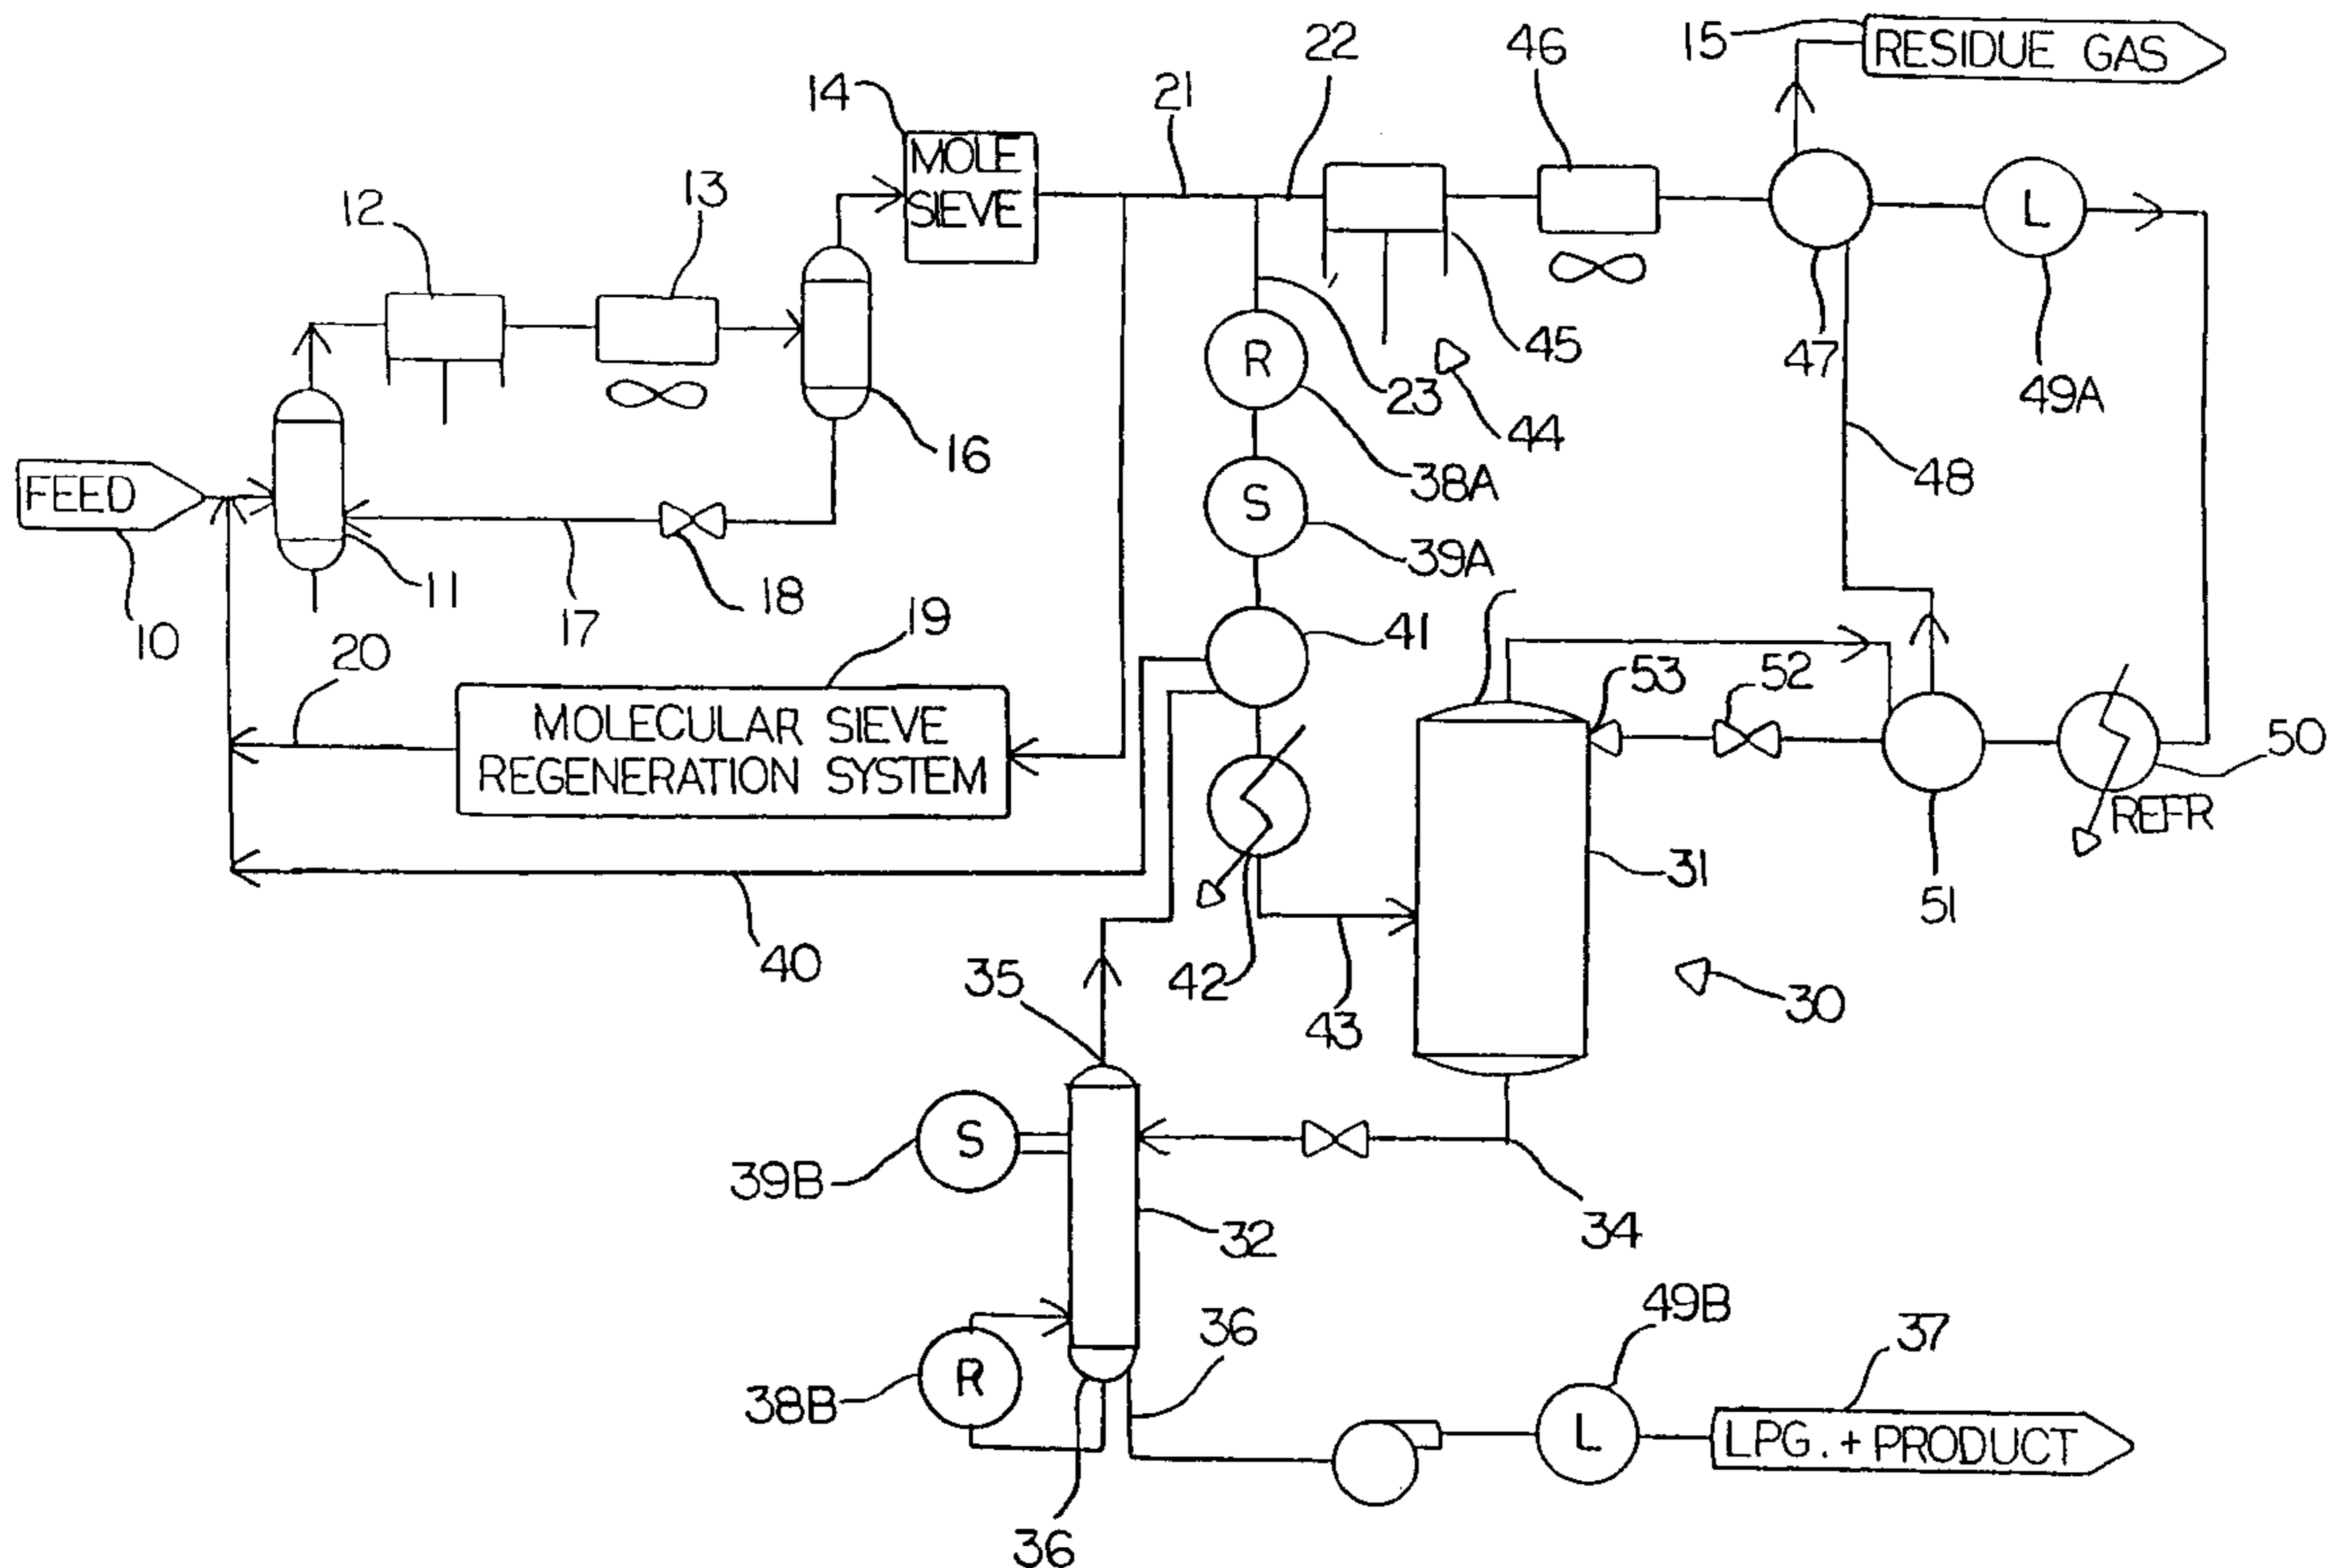 15
RESIDUE GAS
22
46
21
14
MOLE
SIEVE
13
12
R
L
45
47
49A
23
44
38A
16
48
FEED
S
39A
11
18
17
10
20
19
41
53
52
MOLECULAR SIEVE
REGENERATION SYSTEM
50
REFR
31
51
40
35
42
43
30
S
39B
32
34
36
49B
37
R
38B
L
LPG. + PRODUCT
36